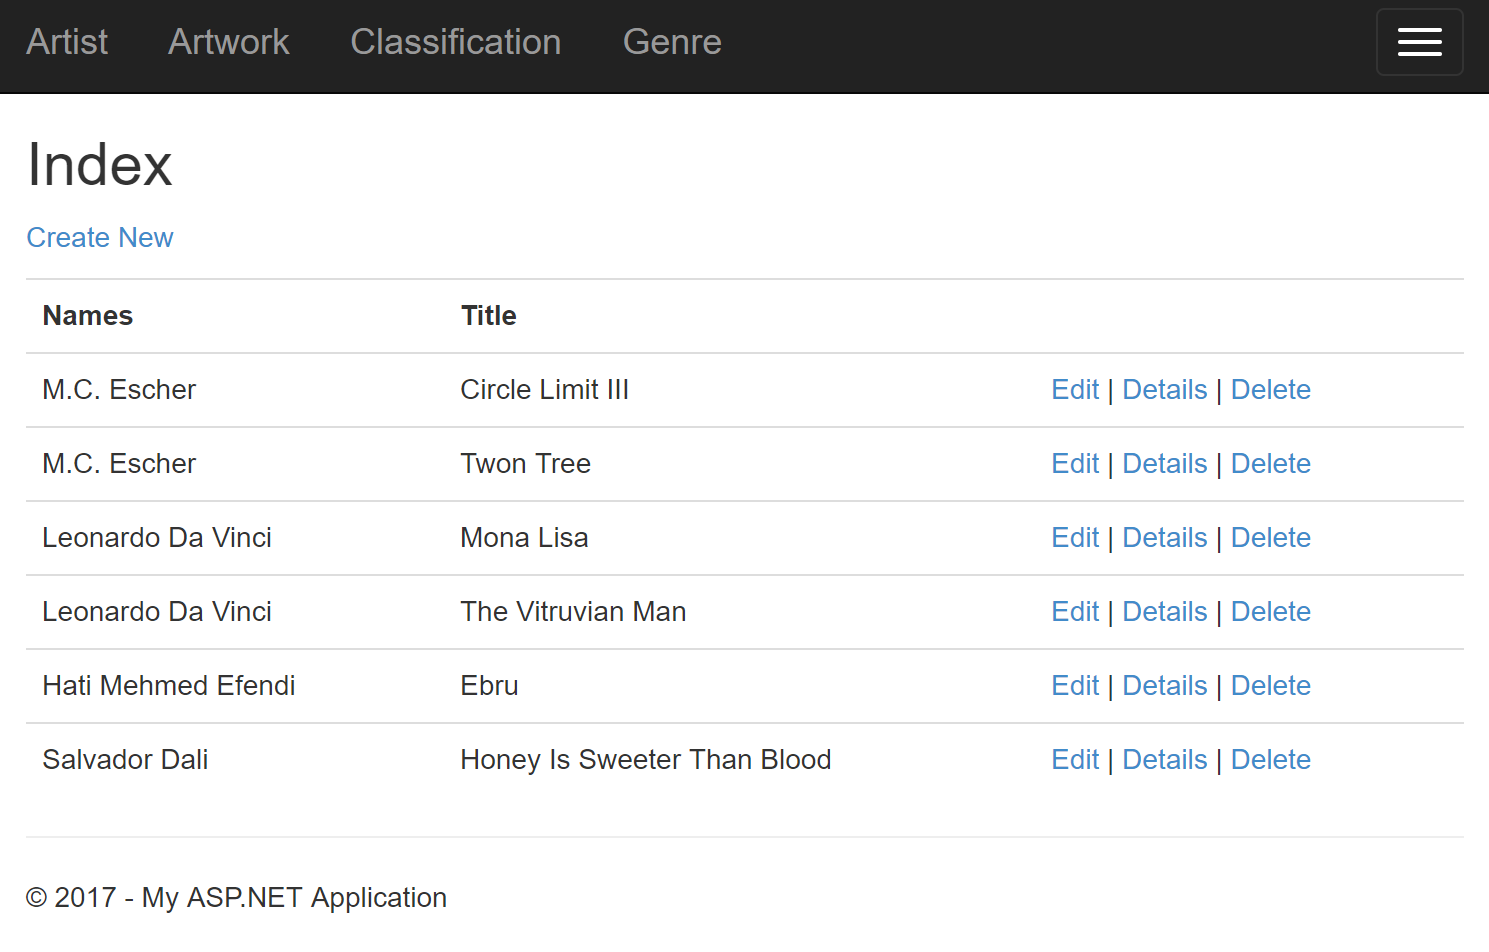 Artist Artwork Classification Genre
Index
Create New
Names Title
M.C. Escher Circle Limit III Edit | Details | Delete
M.C. Escher Twon Tree Edit | Details | Delete
Leonardo Da Vinci Mona Lisa Edit | Details | Delete
Leonardo Da Vinci The Vitruvian Man Edit | Details | Delete
Hati Mehmed Efendi Ebru Edit | Details | Delete
Salvador Dali Honey Is Sweeter Than Blood Edit | Details | Delete
© 2017 - My ASP.NET Application